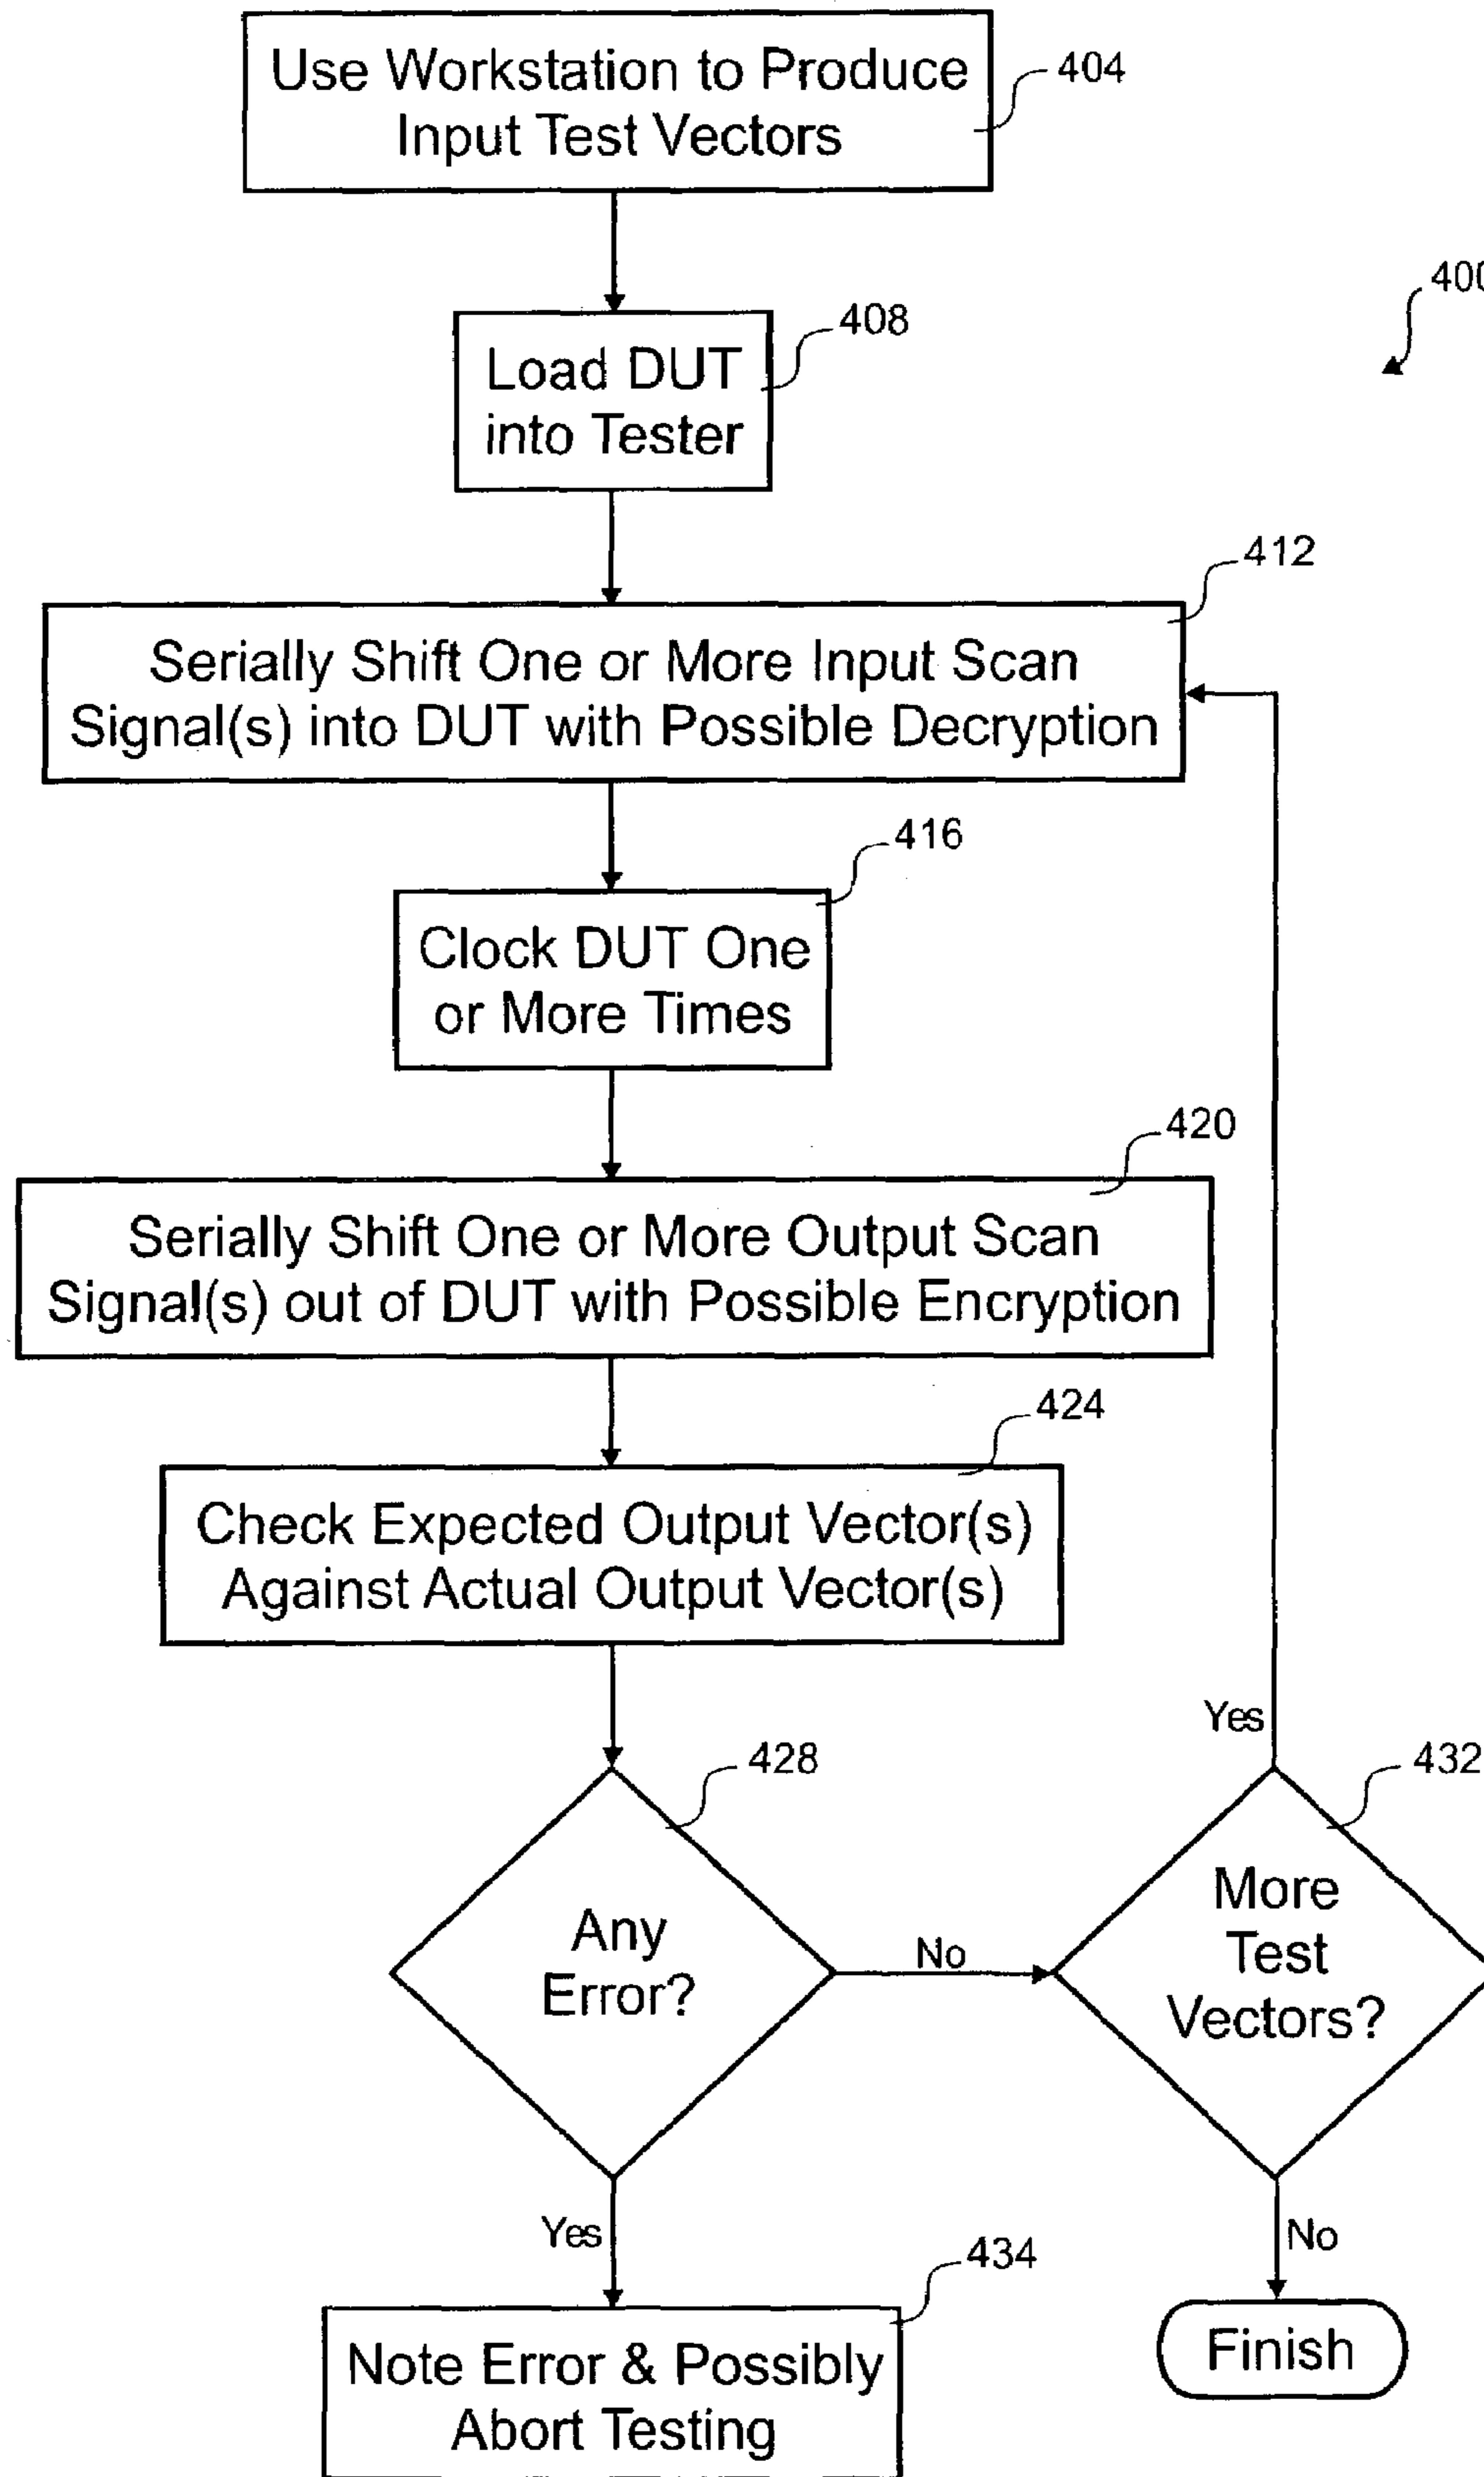 Use Workstation to Produce
Input Test Vectors
404
400
Load DUT
into Tester
408
Serially Shift One or More Input Scan
Signal(s) into DUT with Possible Decryption
412
Clock DUT One
or More Times
416
Serially Shift One or More Output Scan
Signal(s) out of DUT with Possible Encryption
420
Check Expected Output Vector(s)
Against Actual Output Vector(s)
424
Any
Error?
428
No
More
Test
Vectors?
432
Yes
Yes
No
Note Error & Possibly
Abort Testing
434
Finish